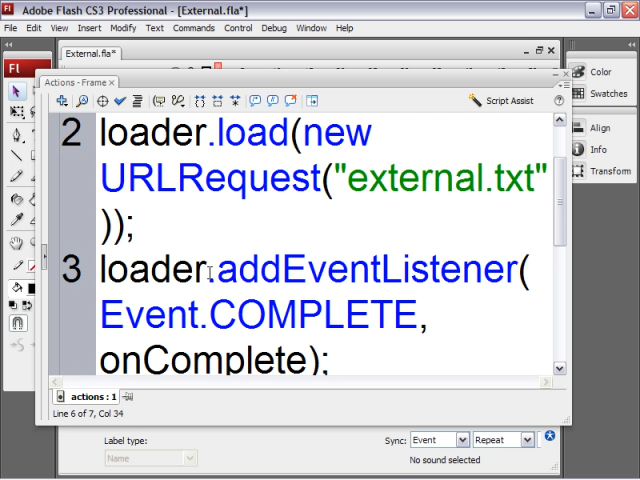 Adobe Flash CS3 Professional - [External.fla*]
File Edit View Insert Modify Text Commands Control Debug Window Help
Fl
External.fla*
Actions - Frame ×
Script Assist
2 loader.load(new
URLRequest("external.txt"
));
3 loader.addEventListener(
Event.COMPLETE,
onComplete);
actions : 1
Line 6 of 7, Col 34
Label type:
Name
Sync: Event Repeat
No sound selected
Color
Swatches
Align
Info
Transform